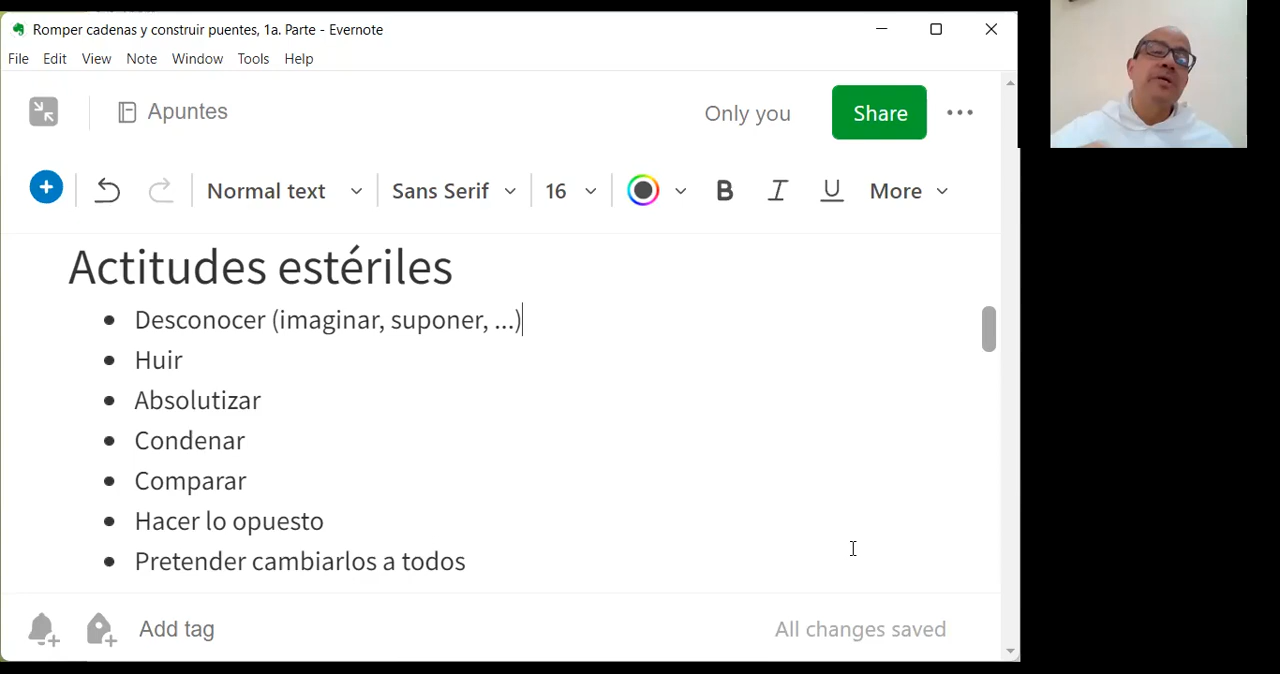 Romper cadenas y construir puentes, 1a. Parte - Evernote
File Edit View Note Window Tools Help
Apuntes Only you Share
Normal text Sans Serif 16 B I U More
Actitudes estériles
• Desconocer (imaginar, suponer, ...)
• Huir
• Absolutizar
• Condenar
• Comparar
• Hacer lo opuesto
• Pretender cambiarlos a todos
Add tag All changes saved